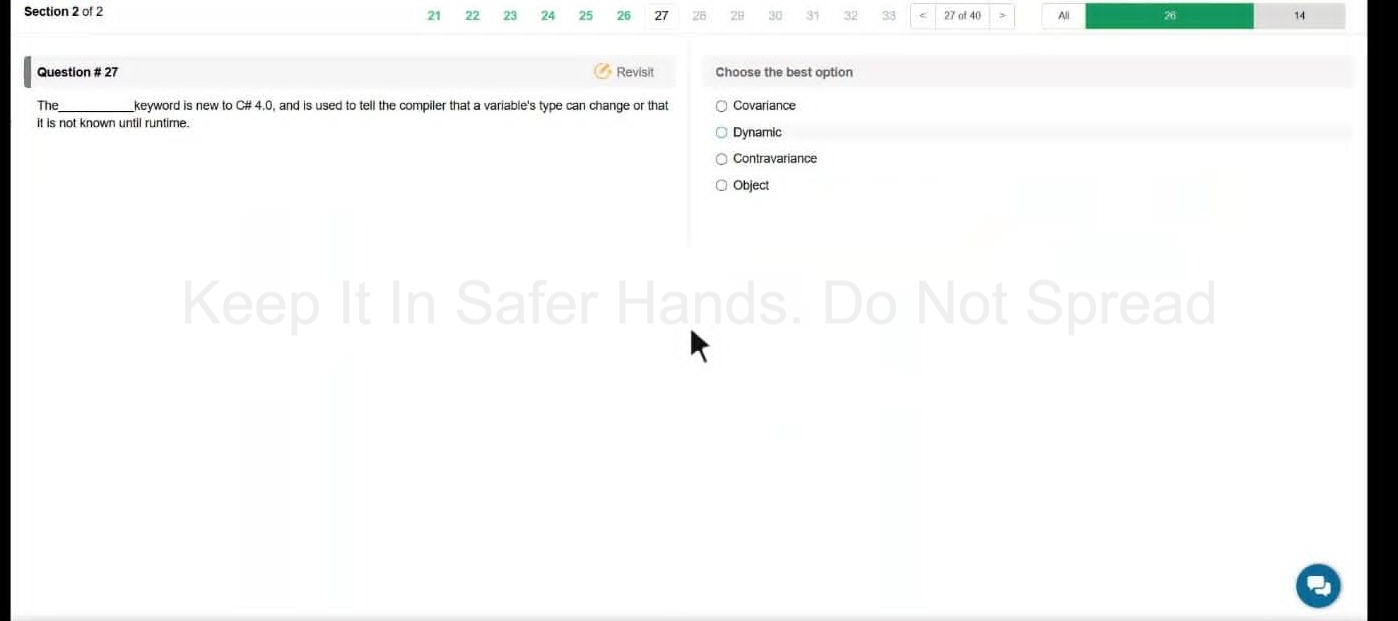 Section 2 of 2
21 22 23 24 25 26 27 28 29 30 31 32 33 < 27 of 40 > All 26 14
Question # 27
Revisit
The___________keyword is new to C# 4.0, and is used to tell the compiler that a variable's type can change or that
it is not known until runtime.
Choose the best option
Covariance
Dynamic
Contravariance
Object
Keep It In Safer Hands. Do Not Spread